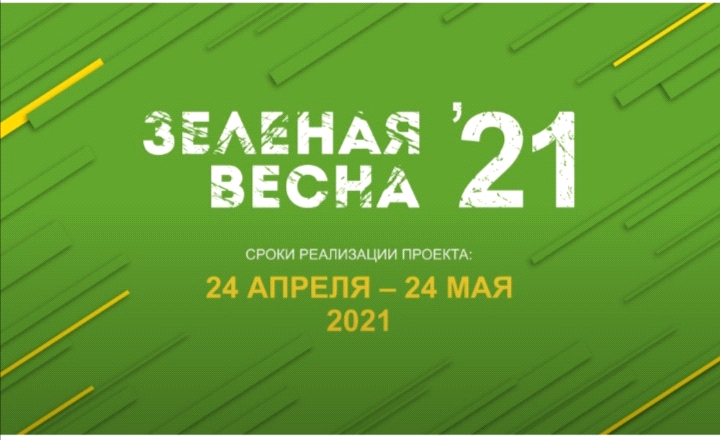 ЗЕЛЕНАЯ '21
ВЕСНА
СРОКИ РЕАЛИЗАЦИИ ПРОЕКТА:
24 АПРЕЛЯ – 24 МАЯ
2021